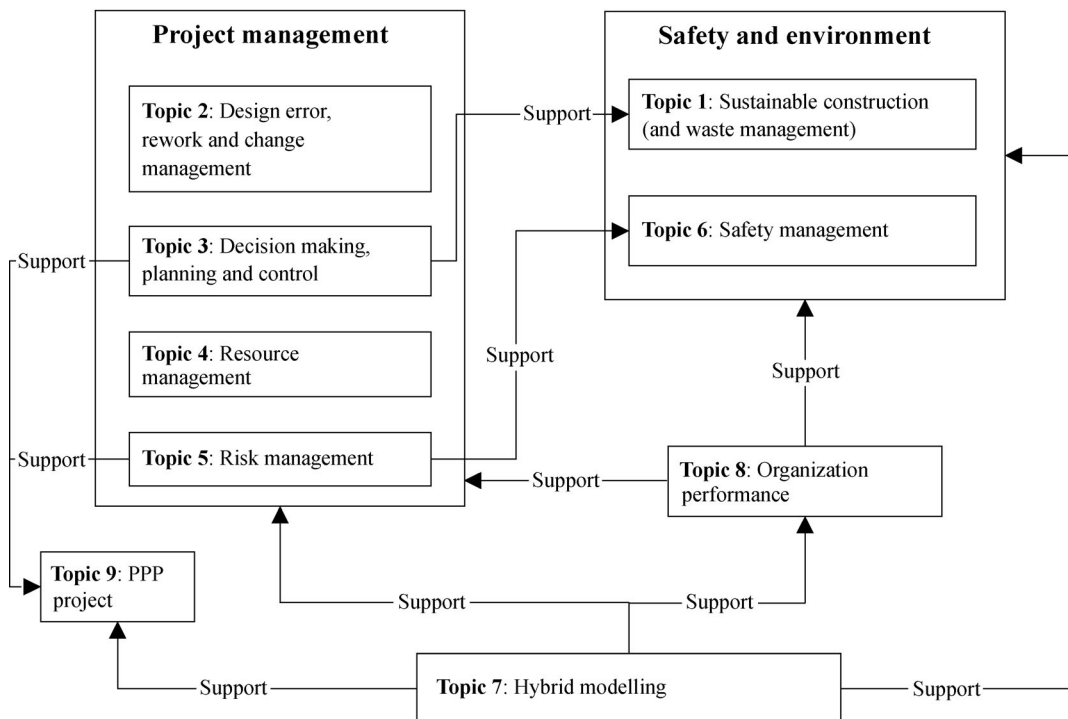 Project management
Topic 2: Design error,
rework and change
management
Topic 3: Decision making,
planning and control
Topic 4: Resource
management
Topic 5: Risk management
Safety and environment
Topic 1: Sustainable construction
(and waste management)
Topic 6: Safety management
Support
Support
Support
Support
Support
Support
Topic 8: Organization
performance
Topic 9: PPP
project
Support
Support
Support
Topic 7: Hybrid modelling